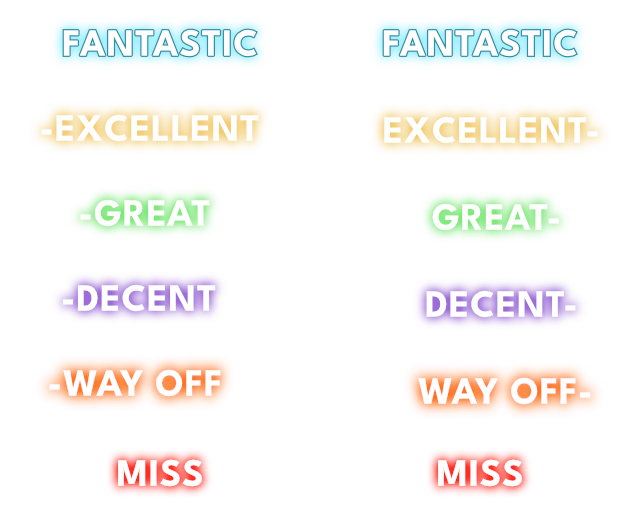 FANTASTIC FANTASTIC
-EXCELLENT EXCELLENT-
-GREAT GREAT-
-DECENT DECENT-
-WAY OFF WAY OFF-
MISS MISS